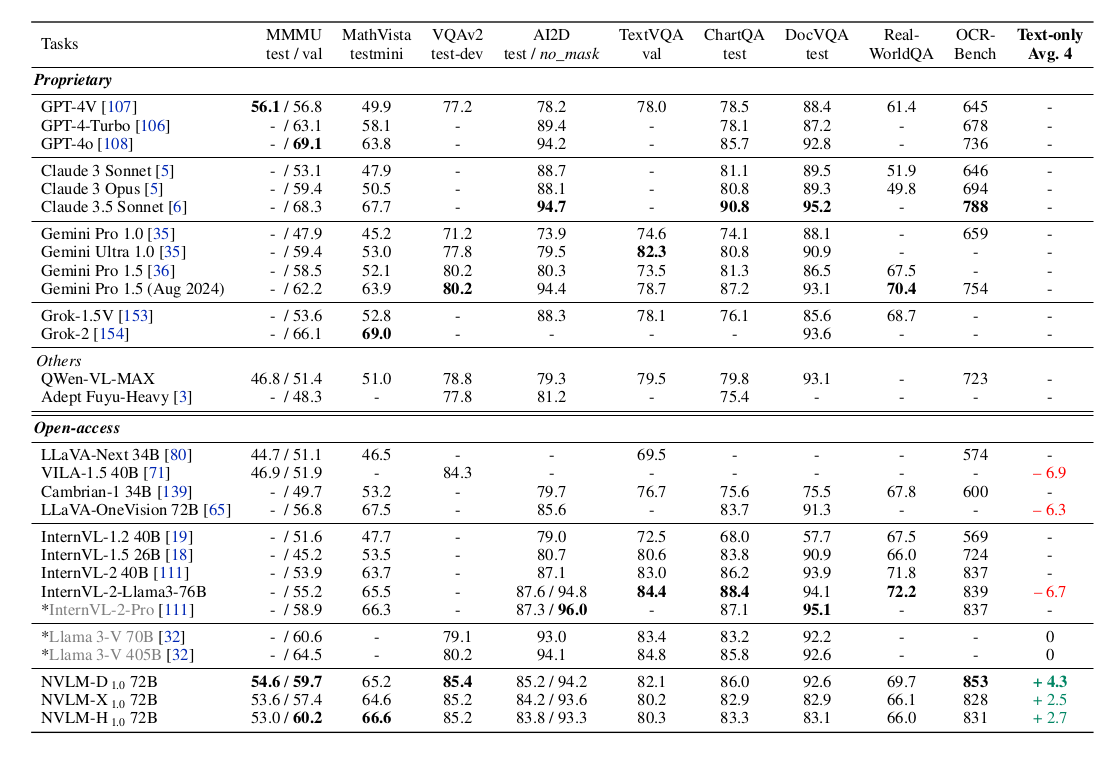 Tasks MMMU MathVista VQAv2 AI2D TextVQA ChartQA DocVQA Real- OCR- Text-only
test / val testmini test-dev test / no_mask val test test WorldQA Bench Avg. 4
Proprietary
GPT-4V [107] 56.1 / 56.8 49.9 77.2 78.2 78.0 78.5 88.4 61.4 645 -
GPT-4-Turbo [106] - / 63.1 58.1 - 89.4 - 78.1 87.2 - 678 -
GPT-4o [108] - / 69.1 63.8 - 94.2 - 85.7 92.8 - 736 -
Claude 3 Sonnet [5] - / 53.1 47.9 - 88.7 - 81.1 89.5 51.9 646 -
Claude 3 Opus [5] - / 59.4 50.5 - 88.1 - 80.8 89.3 49.8 694 -
Claude 3.5 Sonnet [6] - / 68.3 67.7 - 94.7 - 90.8 95.2 - 788 -
Gemini Pro 1.0 [35] - / 47.9 45.2 71.2 73.9 74.6 74.1 88.1 - 659 -
Gemini Ultra 1.0 [35] - / 59.4 53.0 77.8 79.5 82.3 80.8 90.9 - - -
Gemini Pro 1.5 [36] - / 58.5 52.1 80.2 80.3 73.5 81.3 86.5 67.5 - -
Gemini Pro 1.5 (Aug 2024) - / 62.2 63.9 80.2 94.4 78.7 87.2 93.1 70.4 754 -
Grok-1.5V [153] - / 53.6 52.8 - 88.3 78.1 76.1 85.6 68.7 - -
Grok-2 [154] - / 66.1 69.0 - - - - 93.6 - - -
Others
QWen-VL-MAX 46.8 / 51.4 51.0 78.8 79.3 79.5 79.8 93.1 - 723 -
Adept Fuyu-Heavy [3] - / 48.3 - 77.8 81.2 - 75.4 - - - -
Open-access
LLaVA-Next 34B [80] 44.7 / 51.1 46.5 - - 69.5 - - - 574 -
VILA-1.5 40B [71] 46.9 / 51.9 - 84.3 - - - - - - – 6.9
Cambrian-1 34B [139] - / 49.7 53.2 - 79.7 76.7 75.6 75.5 67.8 600 -
LLaVA-OneVision 72B [65] - / 56.8 67.5 - 85.6 - 83.7 91.3 - - – 6.3
InternVL-1.2 40B [19] - / 51.6 47.7 - 79.0 72.5 68.0 57.7 67.5 569 -
InternVL-1.5 26B [18] - / 45.2 53.5 - 80.7 80.6 83.8 90.9 66.0 724 -
InternVL-2 40B [111] - / 53.9 63.7 - 87.1 83.0 86.2 93.9 71.8 837 -
InternVL-2-Llama3-76B - / 55.2 65.5 - 87.6 / 94.8 84.4 88.4 94.1 72.2 839 – 6.7
*InternVL-2-Pro [111] - / 58.9 66.3 - 87.3 / 96.0 - 87.1 95.1 - 837 -
*Llama 3-V 70B [32] - / 60.6 - 79.1 93.0 83.4 83.2 92.2 - - 0
*Llama 3-V 405B [32] - / 64.5 - 80.2 94.1 84.8 85.8 92.6 - - 0
NVLM-D 1.0 72B 54.6 / 59.7 65.2 85.4 85.2 / 94.2 82.1 86.0 92.6 69.7 853 + 4.3
NVLM-X 1.0 72B 53.6 / 57.4 64.6 85.2 84.2 / 93.6 80.2 82.9 82.9 66.1 828 + 2.5
NVLM-H 1.0 72B 53.0 / 60.2 66.6 85.2 83.8 / 93.3 80.3 83.3 83.1 66.0 831 + 2.7